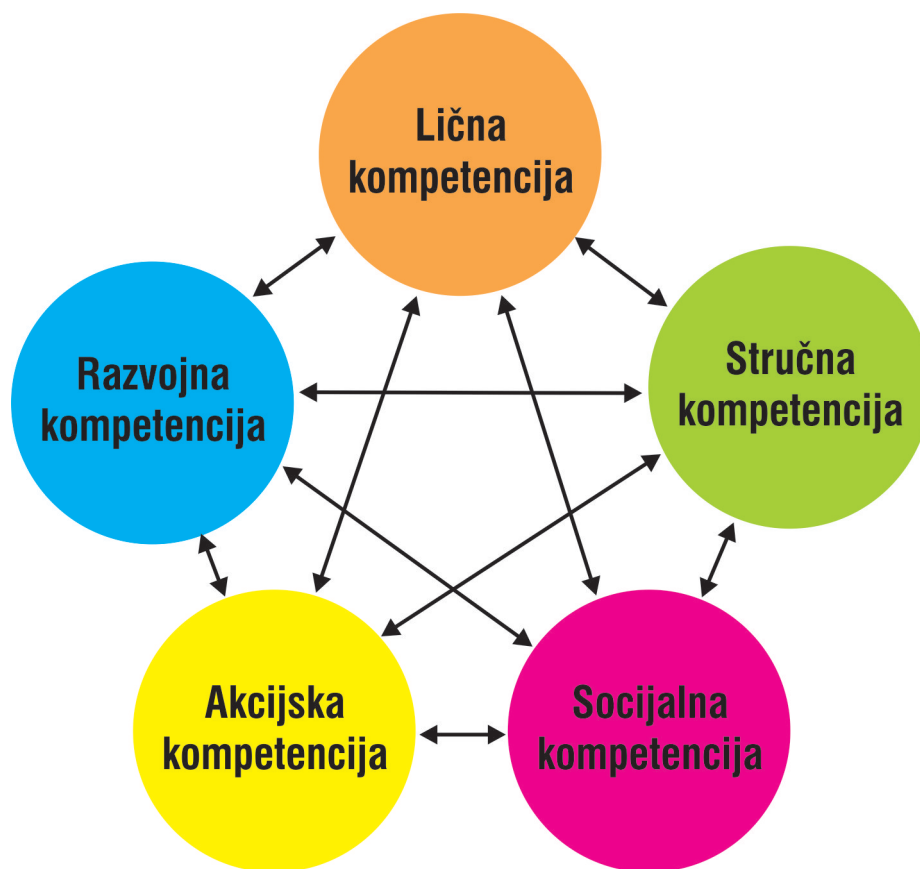 Lična
kompetencija
Razvojna
kompetencija
Stručna
kompetencija
Akcijska
kompetencija
Socijalna
kompetencija